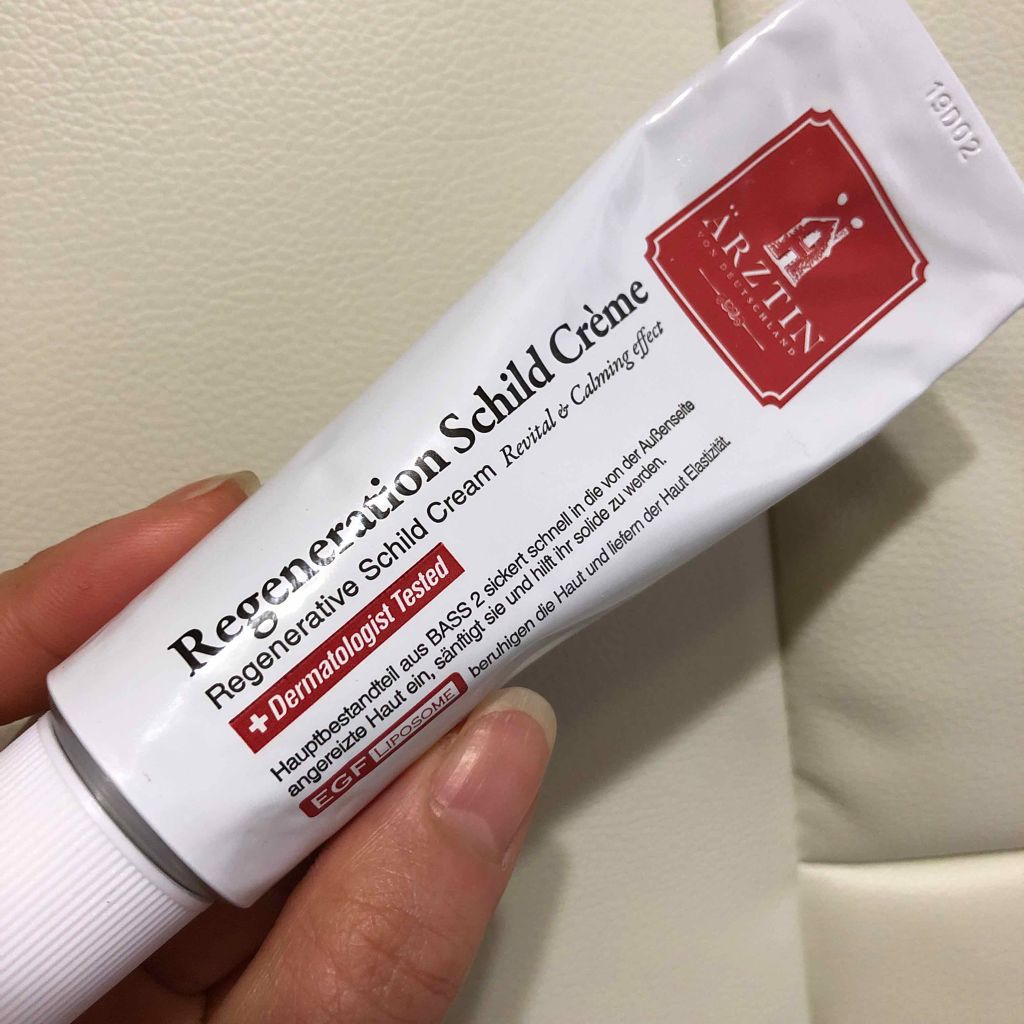 19D02
ÄRZTIN
VON DEUTSCHLAND
Regeneration Schild Crème
Regenerative Schild Cream Revital & Calming effect
+ Dermatologist Tested
Hauptbestandteil aus BASS 2 sickert schnell in die von der Außenseite
angereizte Haut ein, sänftigt sie und hilft ihr solide zu werden.
EGF LIPOSOME beruhigen die Haut und liefern der Haut Elastizität.